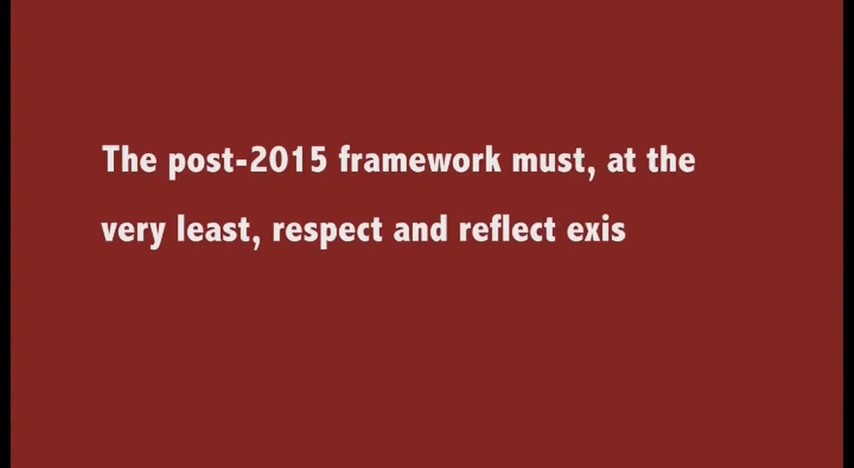 The post-2015 framework must, at the
very least, respect and reflect exis